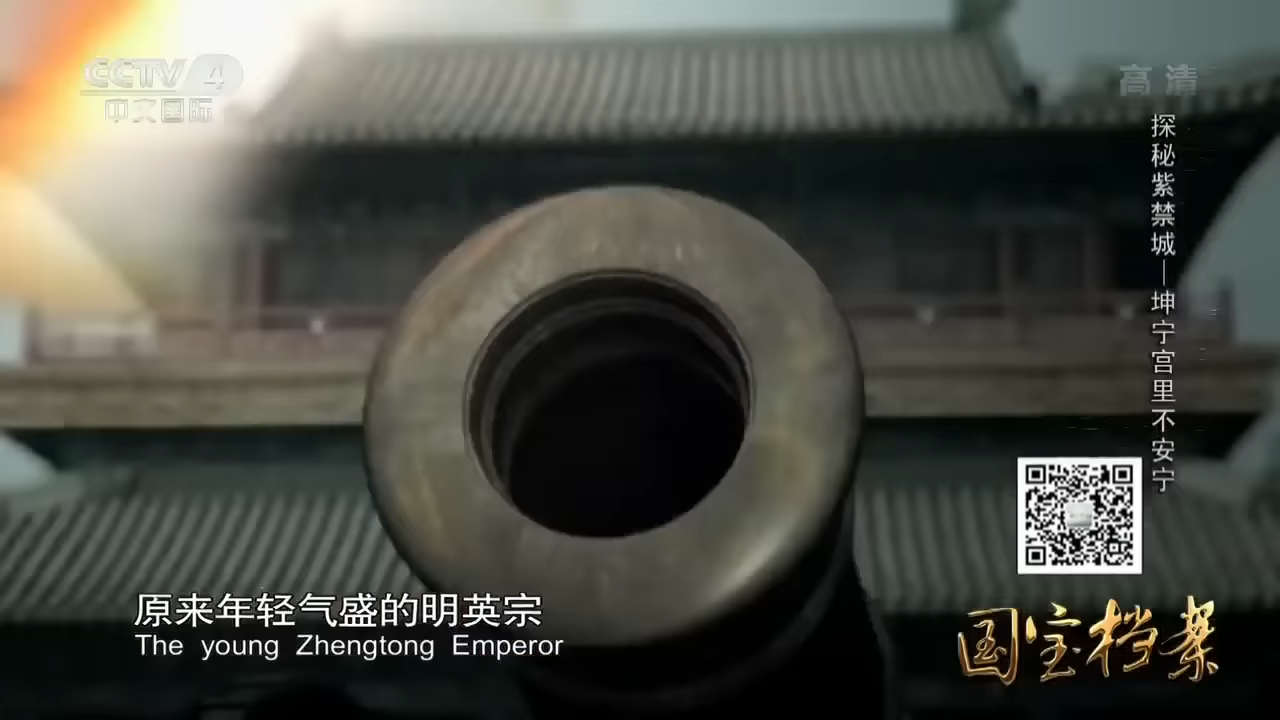 CCTV 4
中文国际
高清
探秘紫禁城—坤宁宫里不安宁
原来年轻气盛的明英宗
The young Zhengtong Emperor
国宝档案